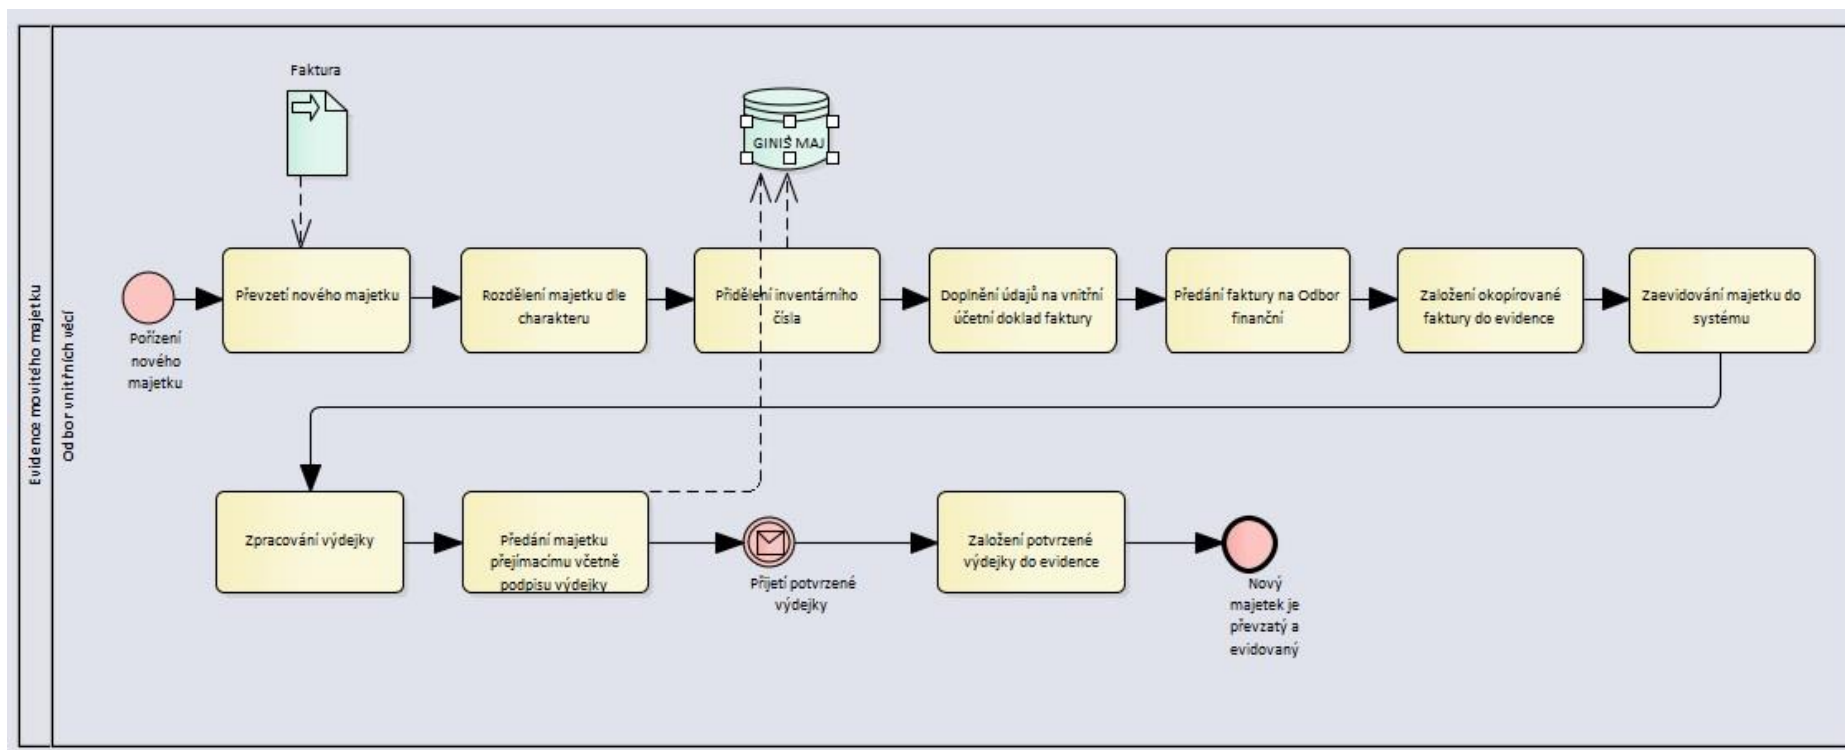 Evidence movitého majetku
Odbor vnitřních věcí
Faktura
GINIS MAJ
Pořízení
nového
majetku
Převzetí nového majetku
Rozdělení majetku dle
charakteru
Přidělení inventárního
čísla
Doplnění údajů na vnitřní
účetní doklad faktury
Předání faktury na Odbor
finanční
Založení okopírované
faktury do evidence
Zaevidování majetku do
systému
Zpracování výdejky
Předání majetku
přejímacímu včetně
podpisu výdejky
Přijetí potvrzené
výdejky
Založení potvrzené
výdejky do evidence
Nový
majetek je
převzatý a
evidovaný